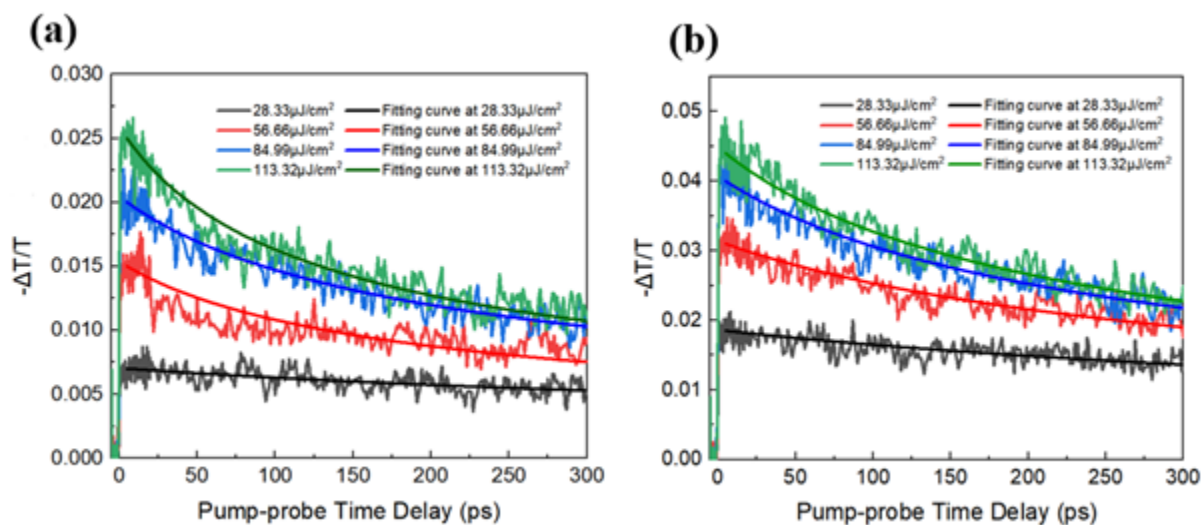 (a)
0.030
0.025
0.020
0.015
0.010
0.005
0.000
-ΔT/T
28.33μJ/cm² Fitting curve at 28.33μJ/cm²
56.66μJ/cm² Fitting curve at 56.66μJ/cm²
84.99μJ/cm² Fitting curve at 84.99μJ/cm²
113.32μJ/cm² Fitting curve at 113.32μJ/cm²
0 50 100 150 200 250 300
Pump-probe Time Delay (ps)
(b)
0.05
0.04
0.03
0.02
0.01
0.00
-ΔT/T
28.33μJ/cm² Fitting curve at 28.33μJ/cm²
56.66μJ/cm² Fitting curve at 56.66μJ/cm²
84.99μJ/cm² Fitting curve at 84.99μJ/cm²
113.32μJ/cm² Fitting curve at 113.32μJ/cm²
0 50 100 150 200 250 300
Pump-probe Time Delay (ps)